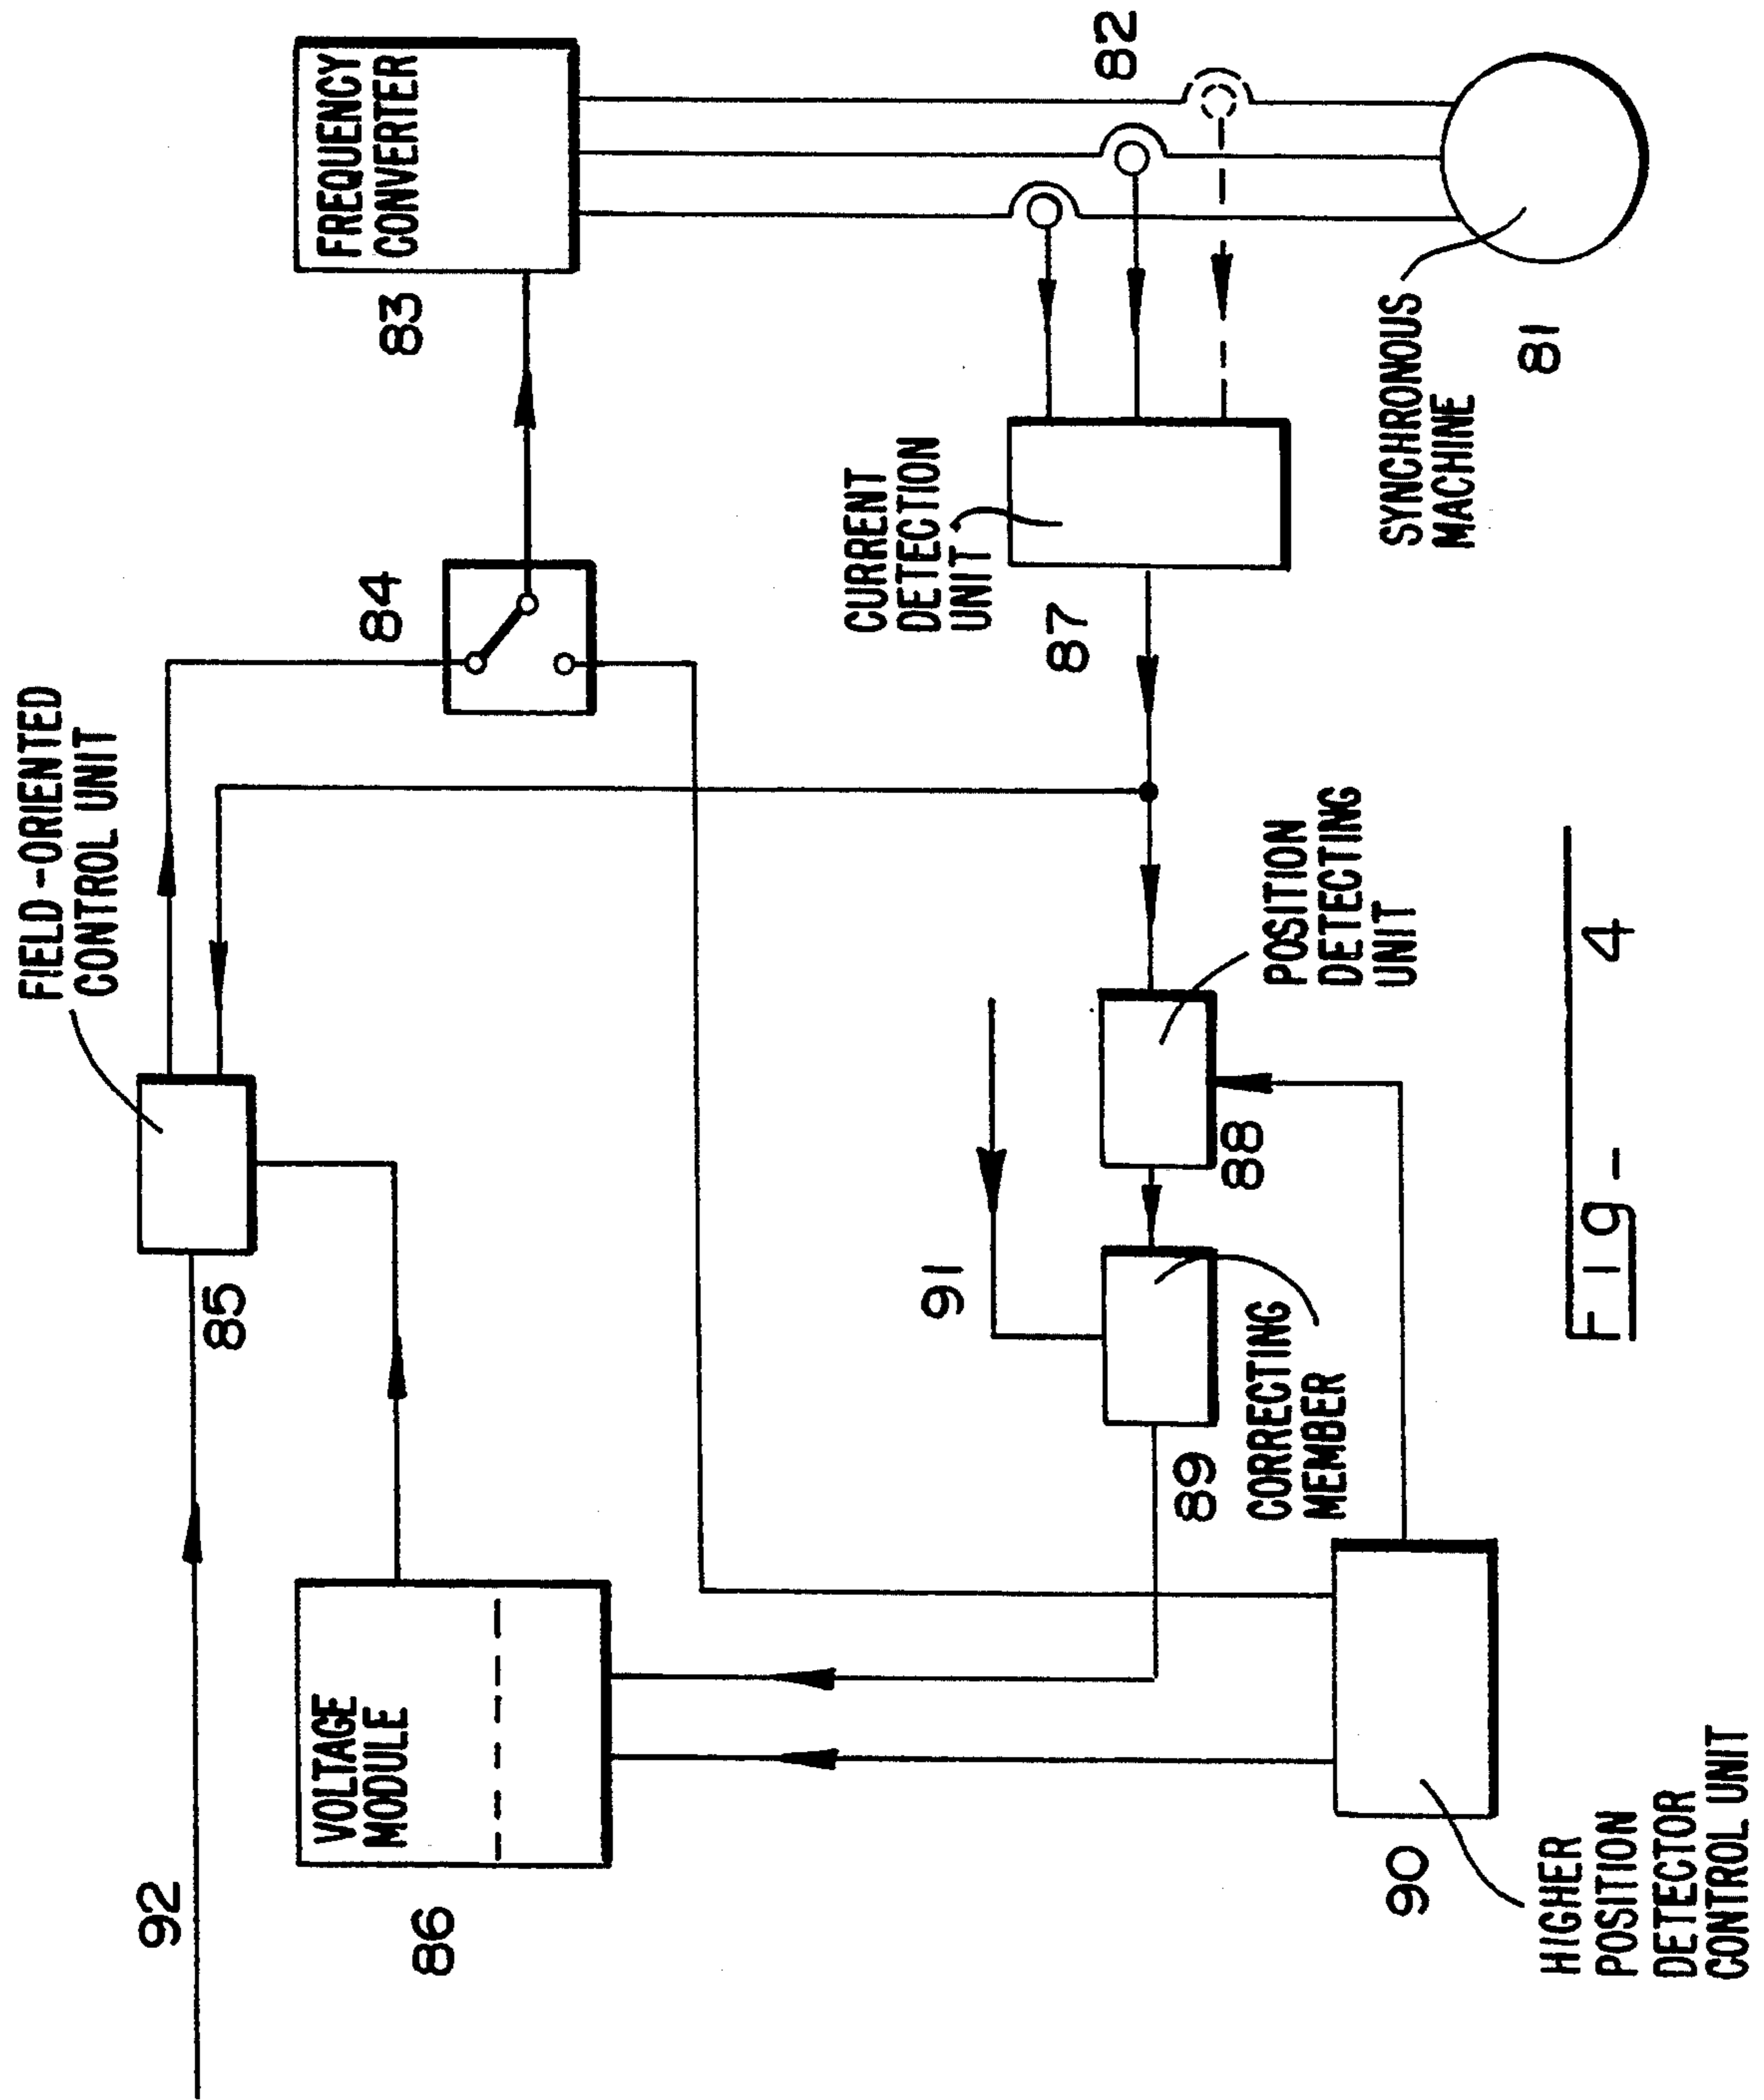 FIELD-ORIENTED
CONTROL UNIT
85
92
VOLTAGE
MODULE
86
84
FREQUENCY
CONVERTER
83
82
CURRENT
DETECTION
UNIT
87
POSITION
DETECTING
UNIT
88
91
CORRECTING
MEMBER
89
HIGHER
POSITION
DETECTOR
CONTROL UNIT
90
SYNCHRONOUS
MACHINE
81
Fig-4